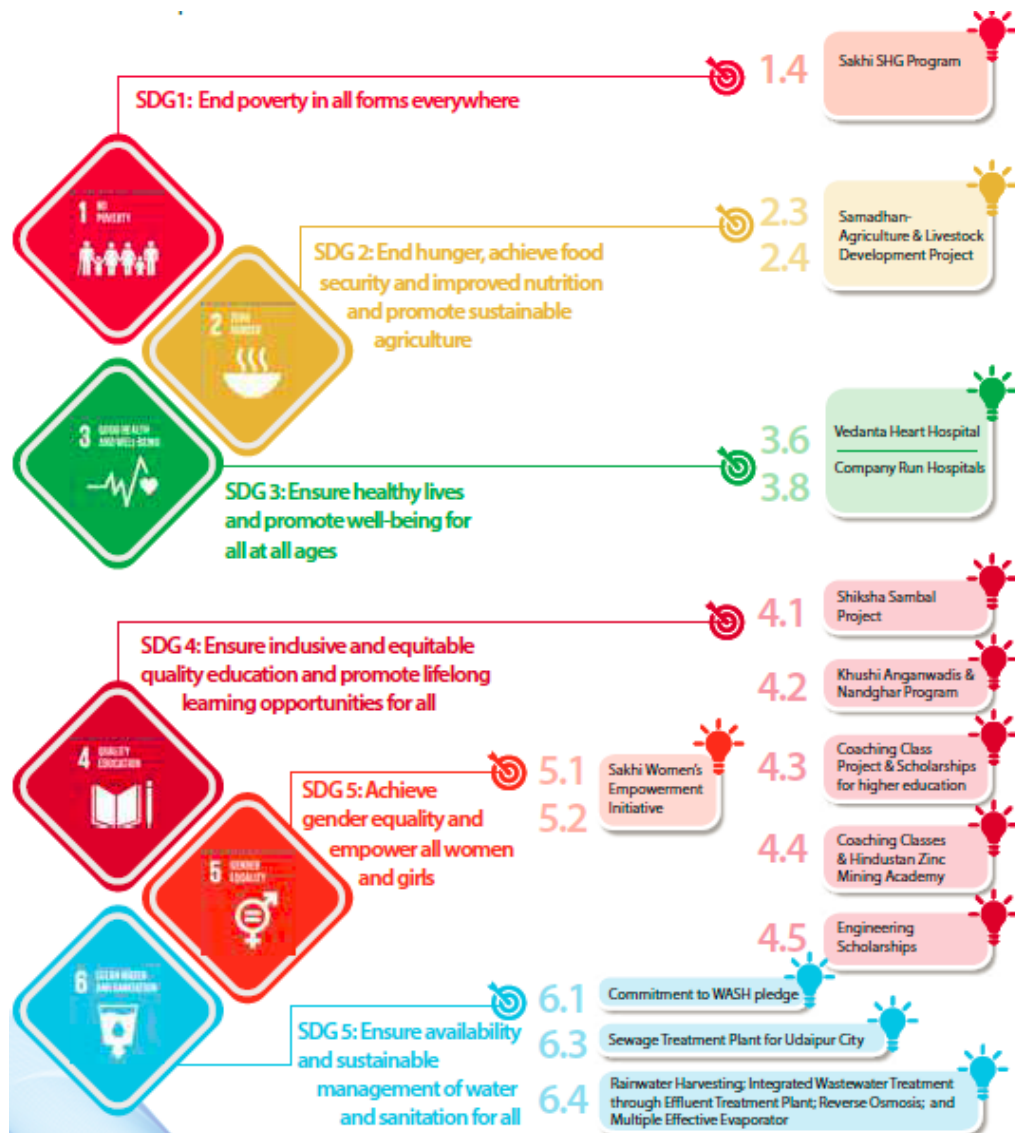 1.4
Sakhi SHG Program
SDG1: End poverty in all forms everywhere
1 NO
POVERTY
2.3
2.4
Samadhan-
Agriculture & Livestock
Development Project
SDG 2: End hunger, achieve food
security and improved nutrition
and promote sustainable
agriculture
2 ZERO
HUNGER
3.6
3.8
Vedanta Heart Hospital
Company Run Hospitals
3 GOOD HEALTH
AND WELL-BEING
SDG 3: Ensure healthy lives
and promote well-being for
all at all ages
4.1
Shiksha Sambal
Project
SDG 4: Ensure inclusive and equitable
quality education and promote lifelong
learning opportunities for all
4.2
Khushi Anganwadis &
Nandghar Program
4 QUALITY
EDUCATION
4.3
Coaching Class
Project & Scholarships
for higher education
5.1
5.2
Sakhi Women's
Empowerment
Initiative
SDG 5: Achieve
gender equality and
empower all women
and girls
5 GENDER
EQUALITY
4.4
Coaching Classes
& Hindustan Zinc
Mining Academy
4.5
Engineering
Scholarships
6 CLEAN WATER
AND SANITATION
6.1
Commitment to WASH pledge
SDG 5: Ensure availability
and sustainable
management of water
and sanitation for all
6.3
Sewage Treatment Plant for Udaipur City
6.4
Rainwater Harvesting; Integrated Wastewater Treatment
through Effluent Treatment Plant; Reverse Osmosis; and
Multiple Effective Evaporator